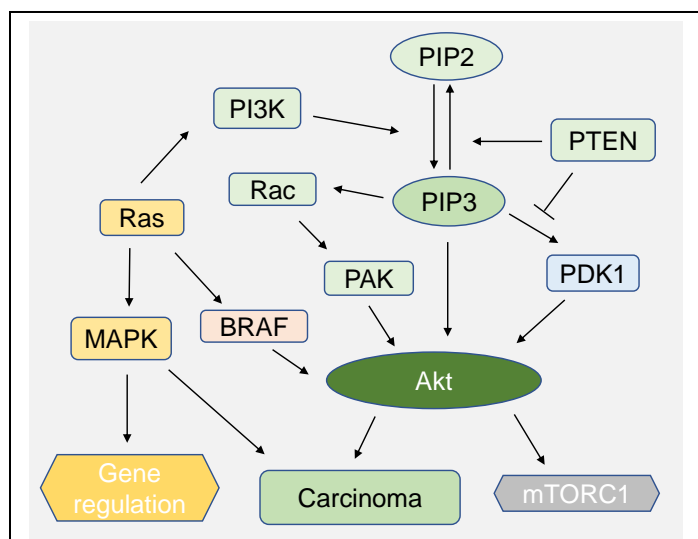 PIP2
PI3K
PTEN
Rac
PIP3
Ras
PAK
PDK1
BRAF
MAPK
Akt
Gene
regulation
Carcinoma
mTORC1